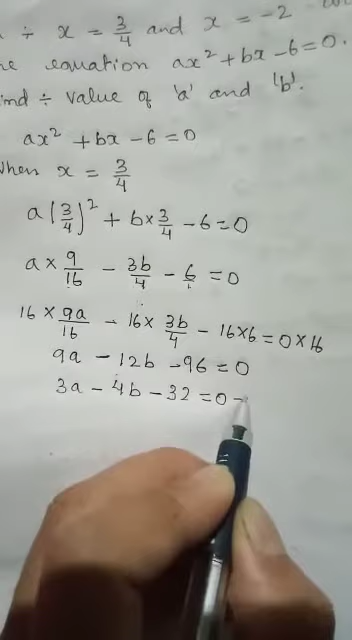 ÷ x = 3/4 and x = -2
equation ax² + bx - 6 = 0.
÷ value of 'a' and 'b'.
ax² + bx - 6 = 0
When x = 3/4
a(3/4)² + b × 3/4 - 6 = 0
a × 9/16 - 3b/4 - 6/1 = 0
16 × 9a/16 - 16 × 3b/4 - 16×6 = 0 × 16
9a - 12b - 96 = 0
3a - 4b - 32 = 0